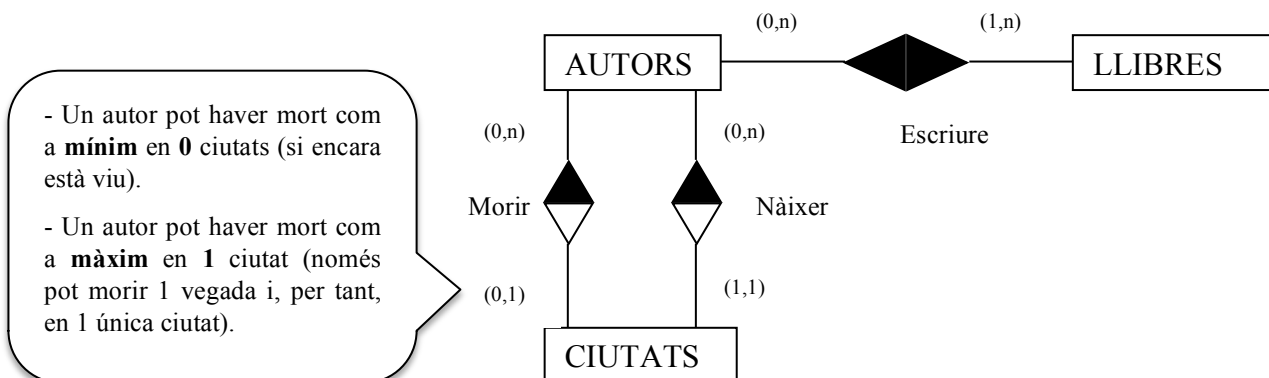 (0,n)
(1,n)
AUTORS
LLIBRES
- Un autor pot haver mort com
a mínim en 0 ciutats (si encara
està viu).
- Un autor pot haver mort com
a màxim en 1 ciutat (només
pot morir 1 vegada i, per tant,
en 1 única ciutat).
(0,n)
(0,n)
Escriure
Morir
Nàixer
(0,1)
(1,1)
CIUTATS